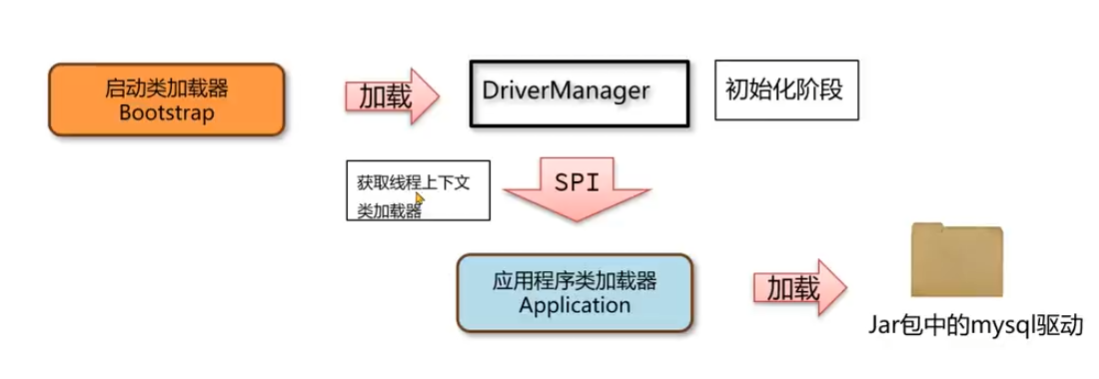 启动类加载器
Bootstrap
加载
DriverManager
初始化阶段
获取线程上下文
类加载器
SPI
应用程序类加载器
Application
加载
Jar包中的mysql驱动